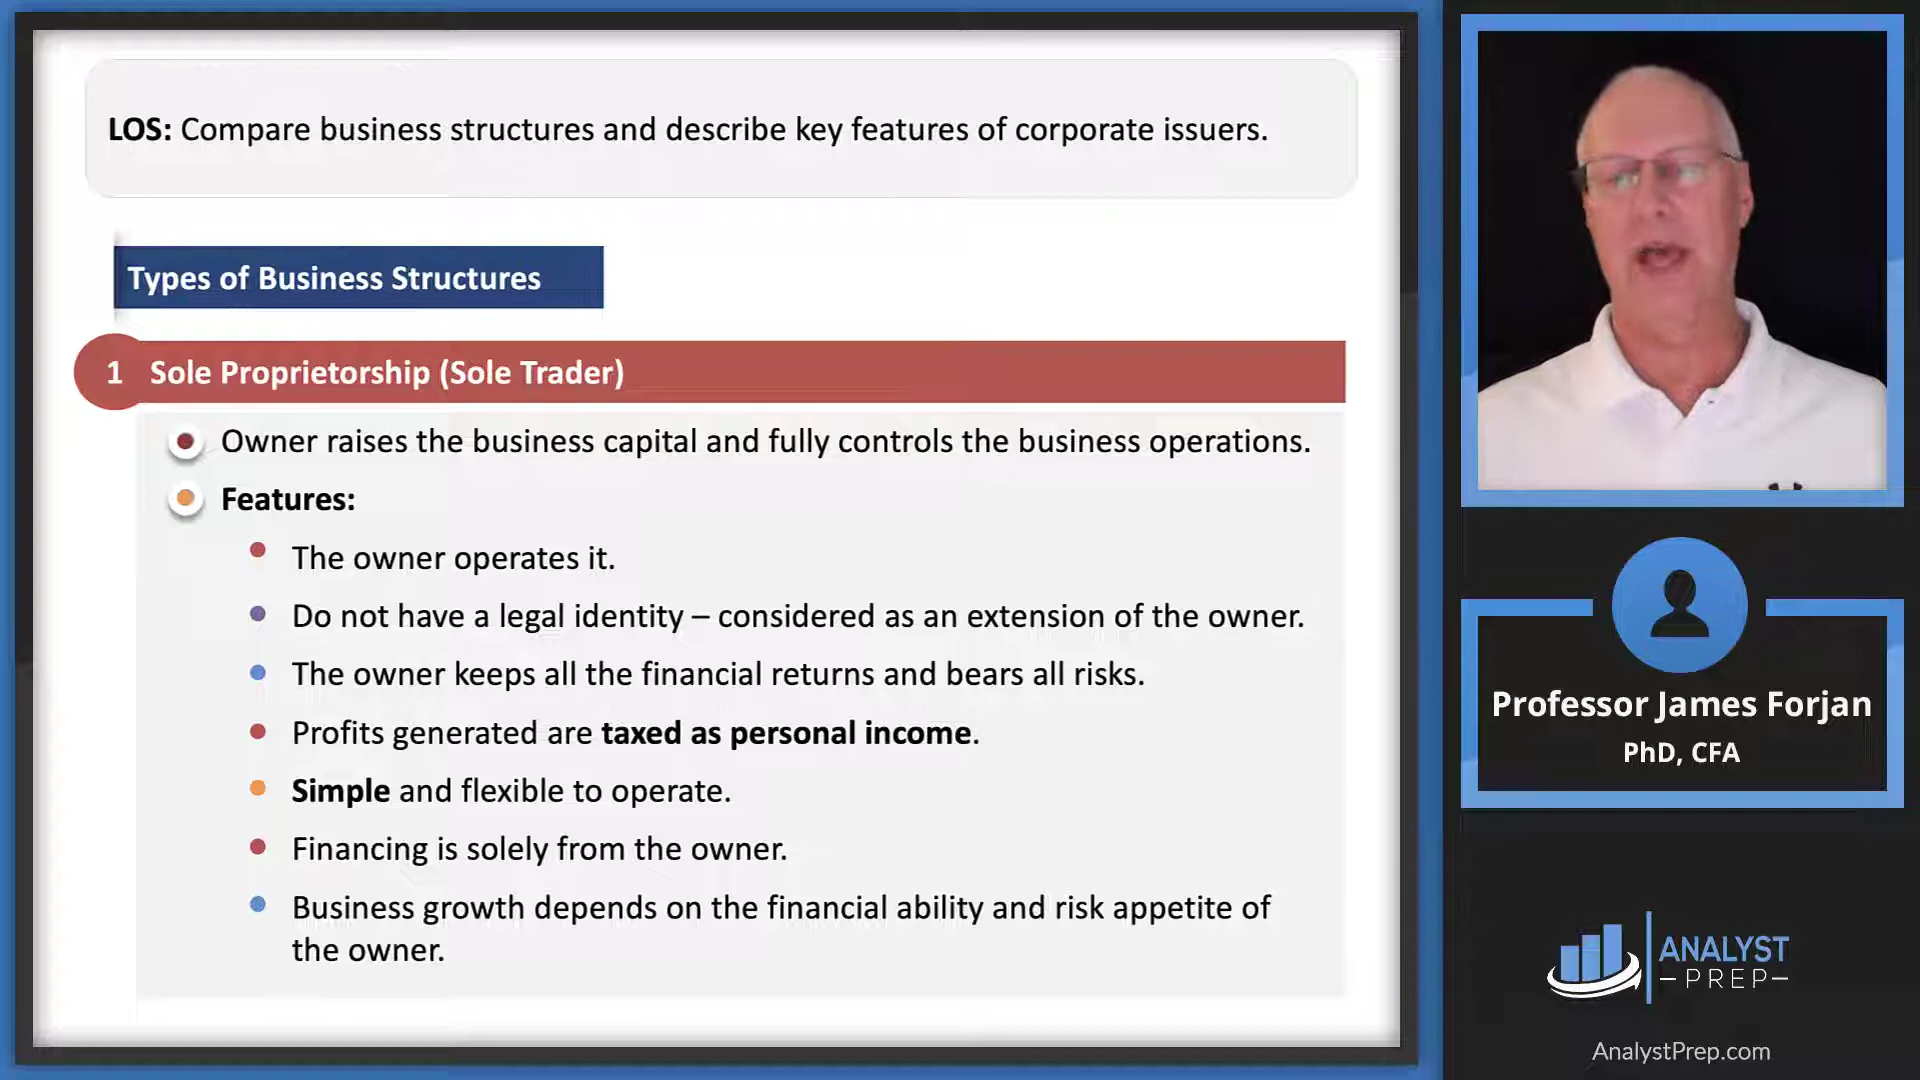 LOS: Compare business structures and describe key features of corporate issuers.
Types of Business Structures
1 Sole Proprietorship (Sole Trader)
Owner raises the business capital and fully controls the business operations.
Features:
The owner operates it.
Do not have a legal identity – considered as an extension of the owner.
The owner keeps all the financial returns and bears all risks.
Profits generated are taxed as personal income.
Simple and flexible to operate.
Financing is solely from the owner.
Business growth depends on the financial ability and risk appetite of
the owner.
Professor James Forjan
PhD, CFA
ANALYST
PREP
AnalystPrep.com